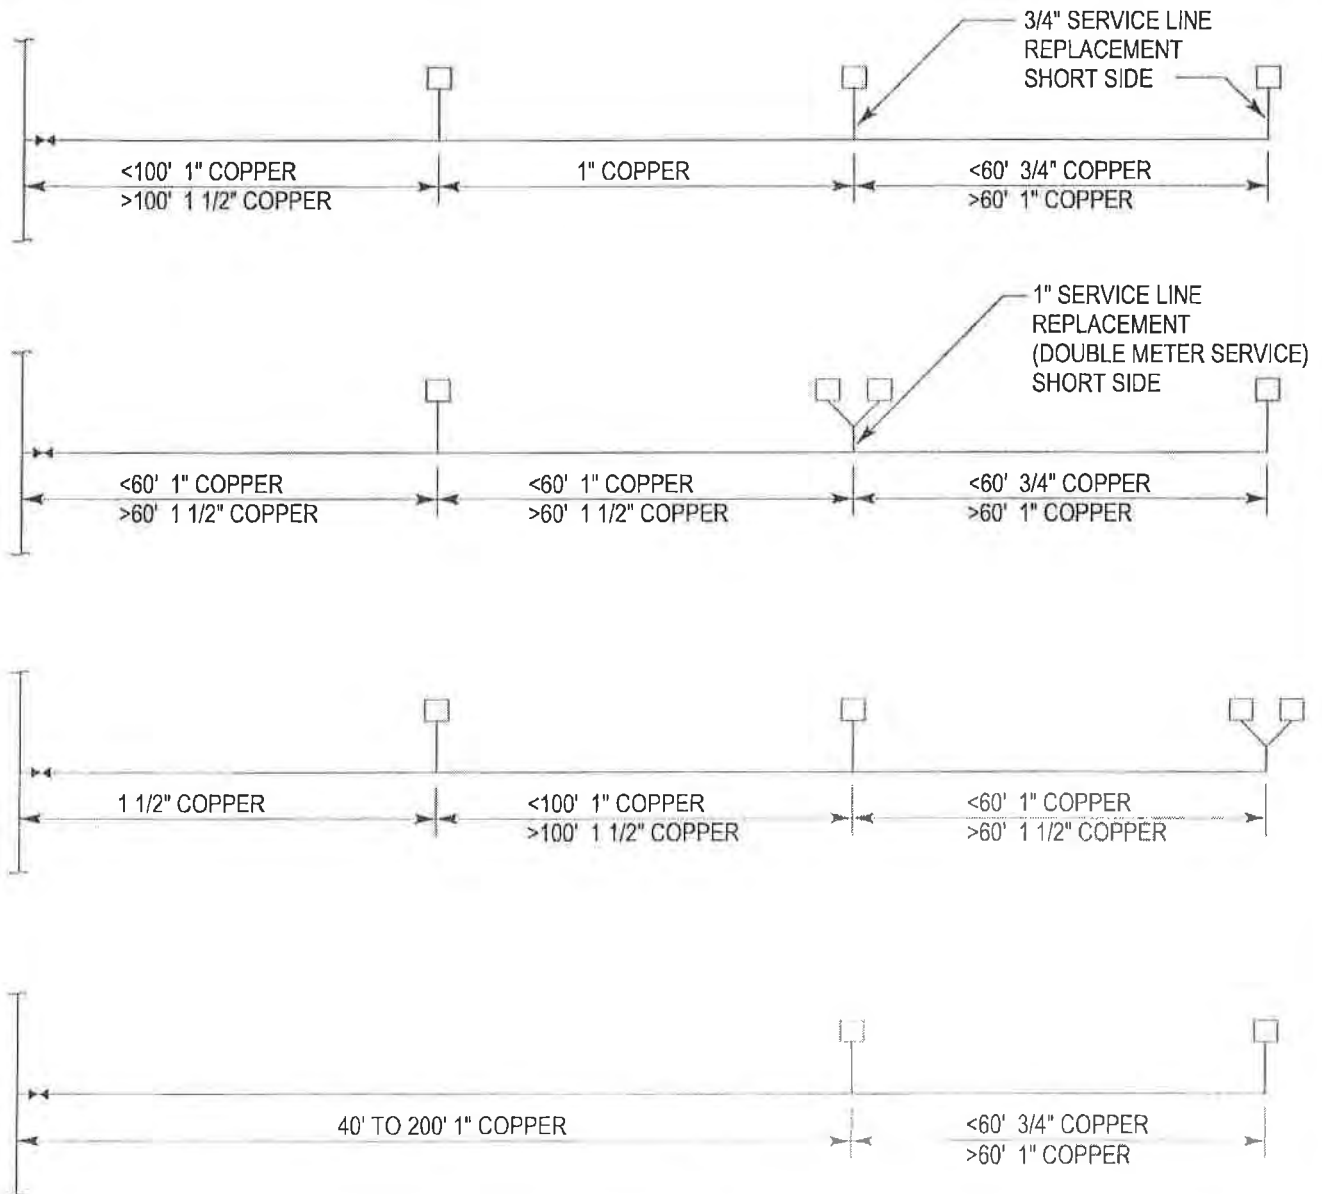 3/4" SERVICE LINE
REPLACEMENT
SHORT SIDE
<100' 1" COPPER
>100' 1 1/2" COPPER
1" COPPER
<60' 3/4" COPPER
>60' 1" COPPER
1" SERVICE LINE
REPLACEMENT
(DOUBLE METER SERVICE)
SHORT SIDE
<60' 1" COPPER
>60' 1 1/2" COPPER
<60' 1" COPPER
>60' 1 1/2" COPPER
<60' 3/4" COPPER
>60' 1" COPPER
1 1/2" COPPER
<100' 1" COPPER
>100' 1 1/2" COPPER
<60' 1" COPPER
>60' 1 1/2" COPPER
40' TO 200' 1" COPPER
<60' 3/4" COPPER
>60' 1" COPPER